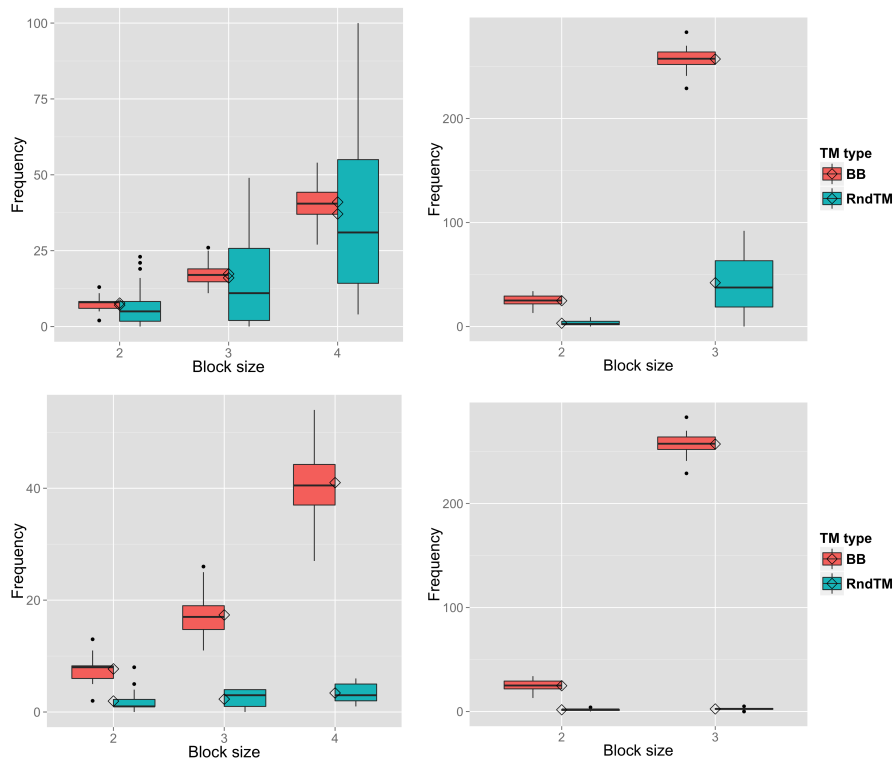 100
75
50
25
0
Frequency
2 3 4
Block size
200
100
0
Frequency
2 3
Block size
TM type
BB
RndTM
40
20
0
Frequency
2 3 4
Block size
200
100
0
Frequency
2 3
Block size
TM type
BB
RndTM